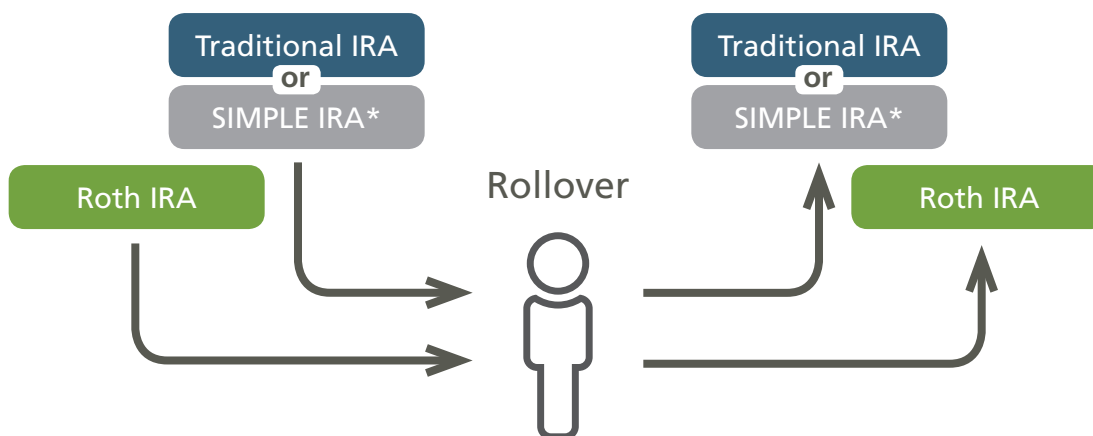 Traditional IRA
or
SIMPLE IRA*
Roth IRA
Rollover
Traditional IRA
or
SIMPLE IRA*
Roth IRA